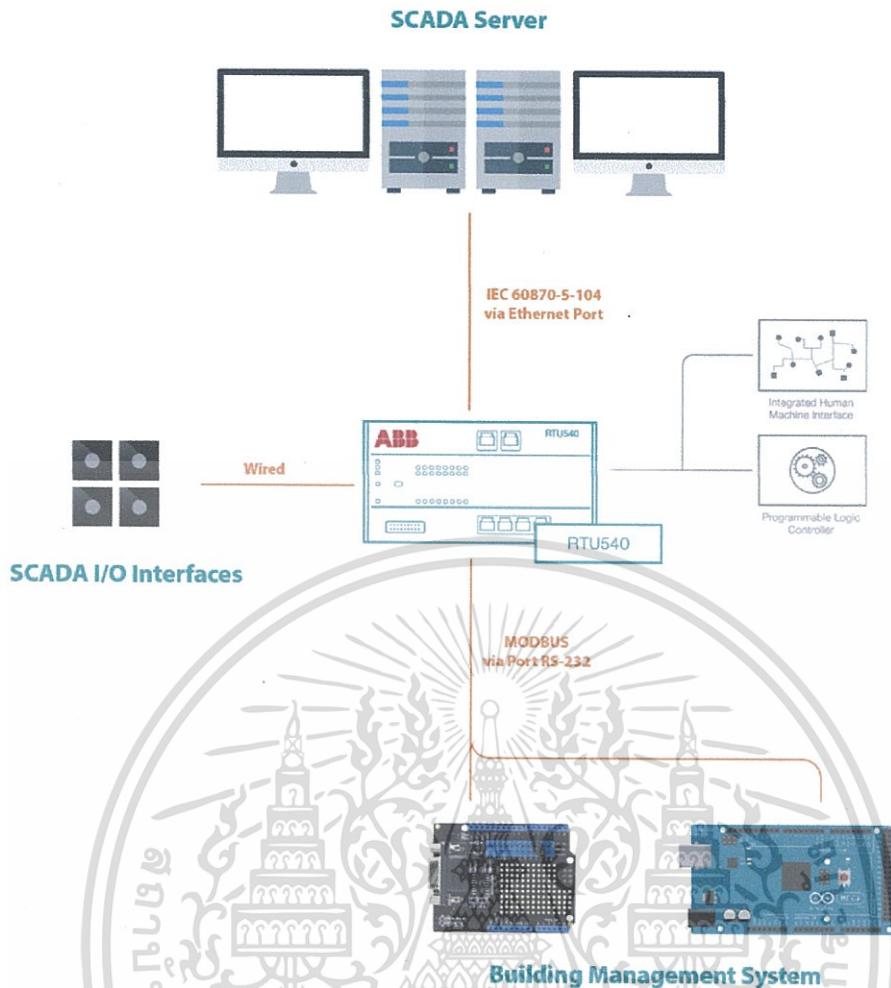 SCADA Server
IEC 60870-5-104
via Ethernet Port
Integrated Human
Machine Interface
ABB
RTU540
Wired
Programmable Logic
Controller
RTU540
SCADA I/O Interfaces
MODBUS
via Port RS-232
Building Management System